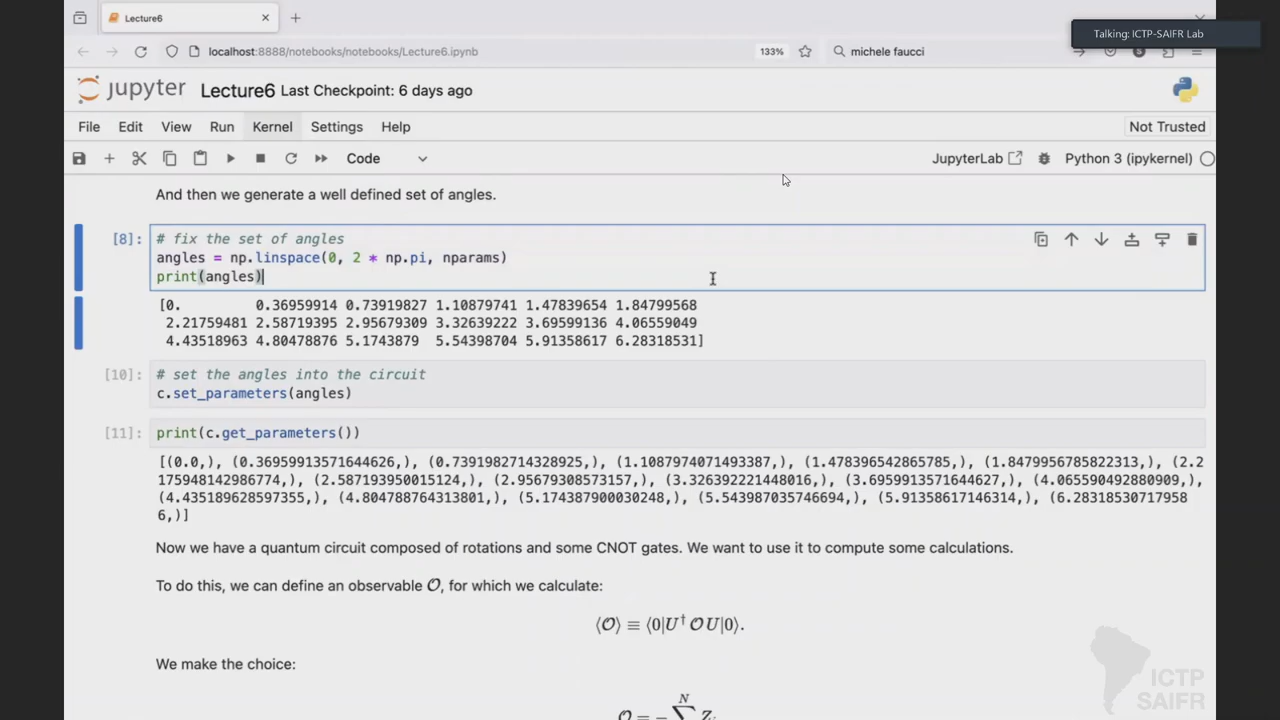 Lecture6
Talking: ICTP-SAIFR Lab
localhost:8888/notebooks/notebooks/Lecture6.ipynb
133%
michele faucci
jupyter Lecture6 Last Checkpoint: 6 days ago
File Edit View Run Kernel Settings Help
Not Trusted
Code
JupyterLab
Python 3 (ipykernel)
And then we generate a well defined set of angles.
[8]: # fix the set of angles
angles = np.linspace(0, 2 * np.pi, nparams)
print(angles)
[0. 0.36959914 0.73919827 1.10879741 1.47839654 1.84799568
2.21759481 2.58719395 2.95679309 3.32639222 3.69599136 4.06559049
4.43518963 4.80478876 5.1743879 5.54398704 5.91358617 6.28318531]
[10]: # set the angles into the circuit
c.set_parameters(angles)
[11]: print(c.get_parameters())
[(0.0,), (0.36959913571644626,), (0.7391982714328925,), (1.1087974071493387,), (1.478396542865785,), (1.8479956785822313,), (2.2
175948142986774,), (2.587193950015124,), (2.95679308573157,), (3.326392221448016,), (3.6959913571644627,), (4.065590492880909,),
(4.435189628597355,), (4.804788764313801,), (5.174387900030248,), (5.543987035746694,), (5.91358617146314,), (6.28318530717958
6,)]
Now we have a quantum circuit composed of rotations and some CNOT gates. We want to use it to compute some calculations.
To do this, we can define an observable 𝒪, for which we calculate:
⟨𝒪⟩ ≡ ⟨0|U†𝒪U|0⟩.
We make the choice:
N
𝒪 = − ∑ Zᵢ
ICTP
SAIFR